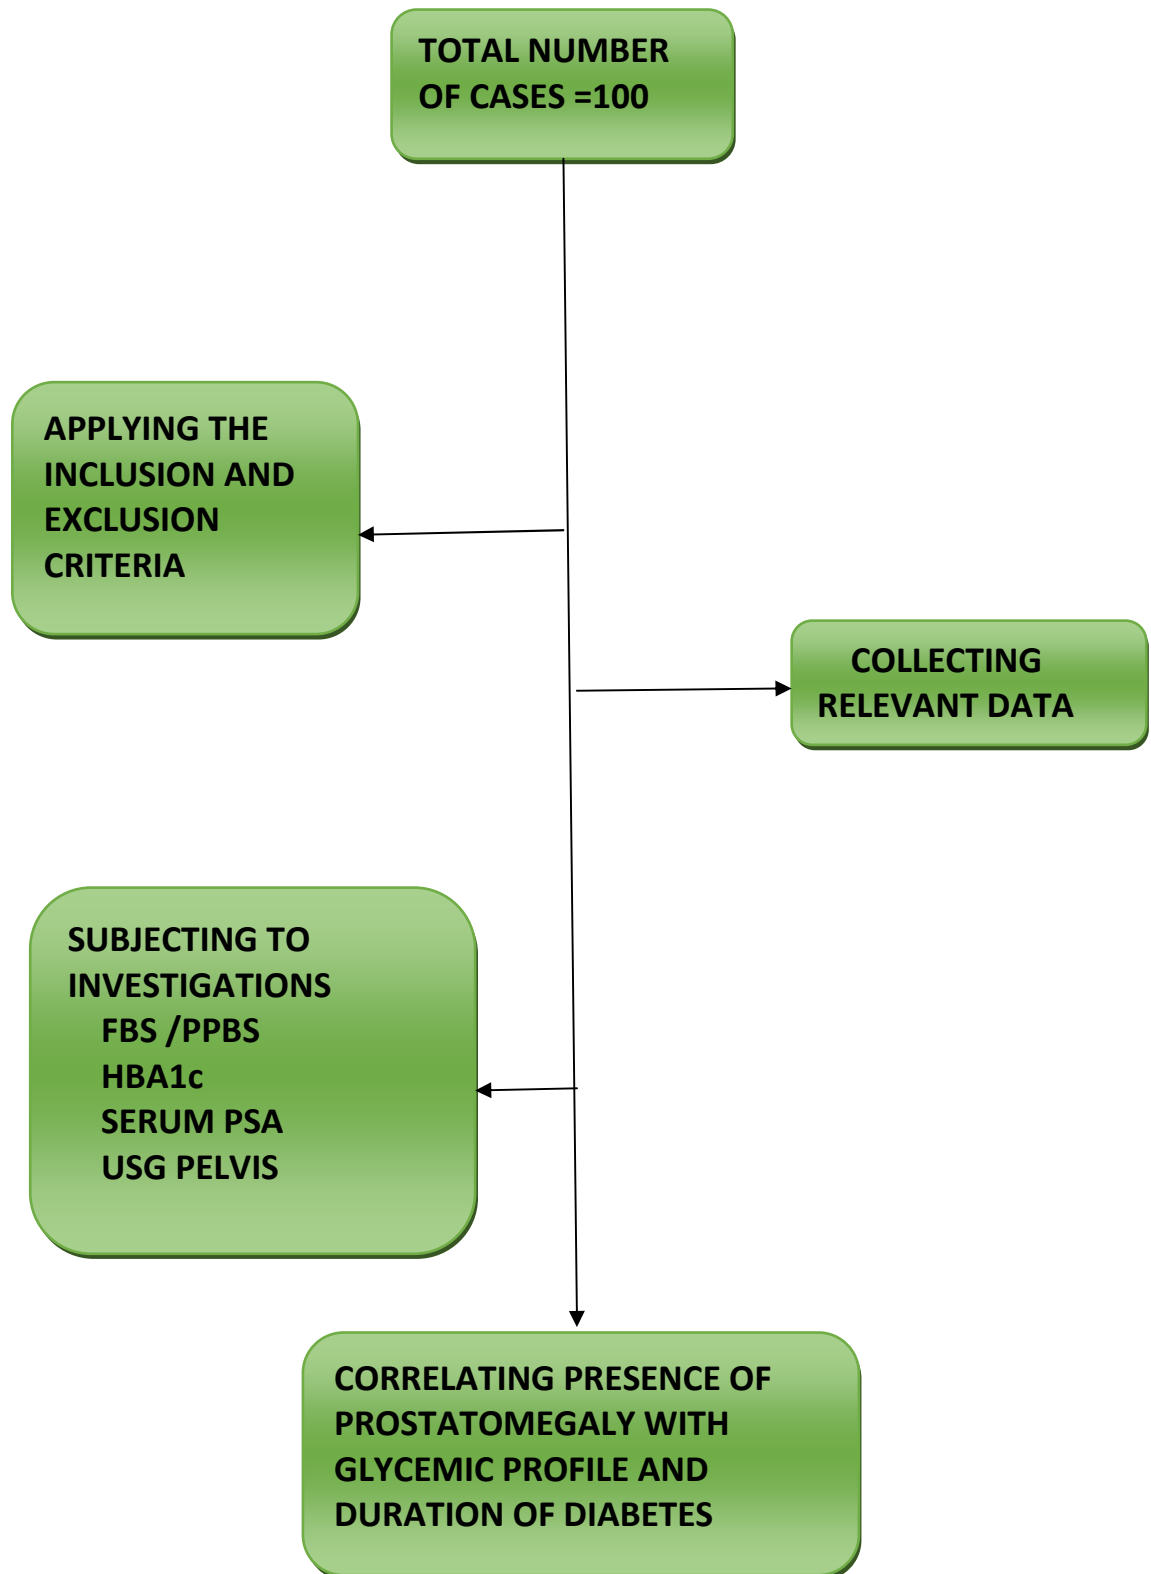 TOTAL NUMBER
OF CASES =100
APPLYING THE
INCLUSION AND
EXCLUSION
CRITERIA
COLLECTING
RELEVANT DATA
SUBJECTING TO
INVESTIGATIONS
FBS /PPBS
HBA1c
SERUM PSA
USG PELVIS
CORRELATING PRESENCE OF
PROSTATOMEGALY WITH
GLYCEMIC PROFILE AND
DURATION OF DIABETES